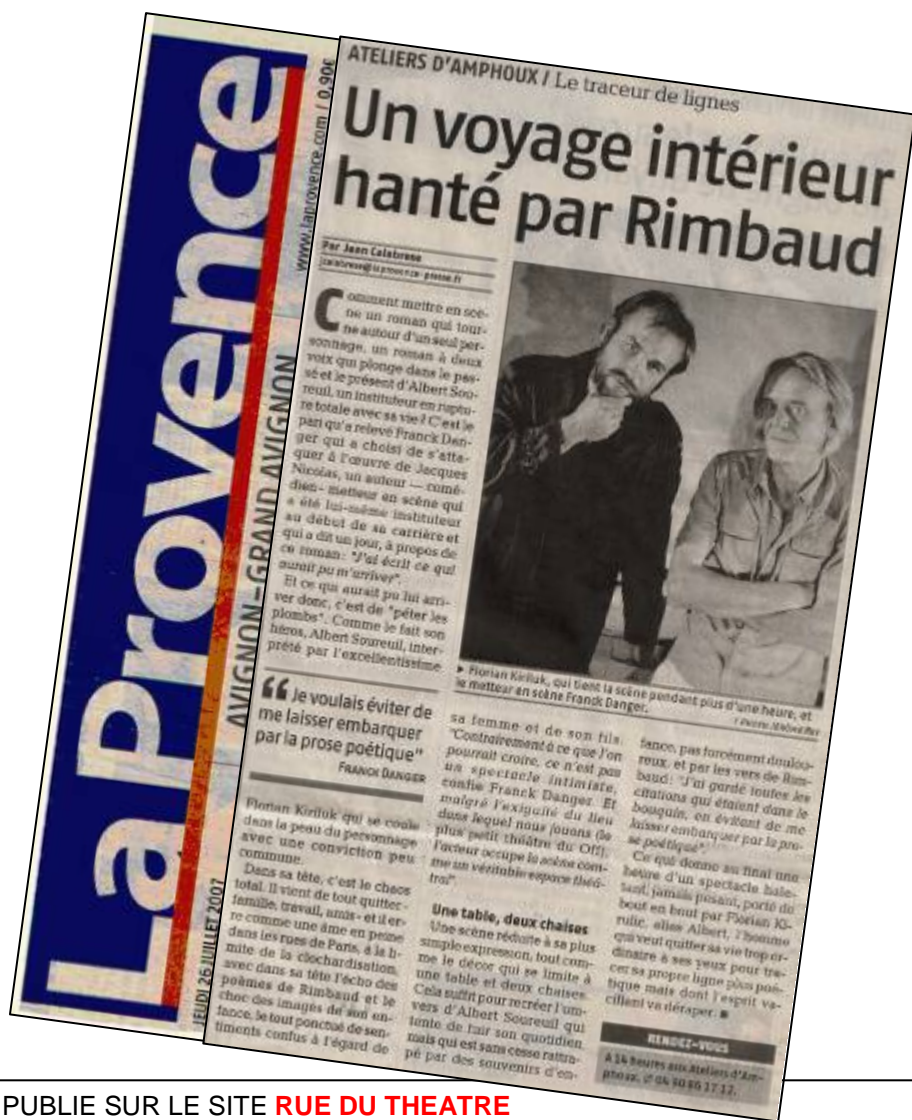 La Provence
www.laprovence.com | 0,90€
AVIGNON-GRAND AVIGNON
JEUDI 26 JUILLET 2007
ATELIERS D'AMPHOUX / Le traceur de lignes
Un voyage intérieur
hanté par Rimbaud
Par Jean Calabrese
jcalabrese@laprovence-presse.fr
Comment mettre en scè-
ne un roman qui tour-
ne autour d'un seul per-
sonnage, un roman à deux
voix qui plonge dans le pas-
sé et le présent d'Albert Sou-
reuil, un instituteur en ruptu-
re totale avec sa vie ? C'est le
pari qu'a relevé Franck Dan-
ger qui a choisi de s'atta-
quer à l'œuvre de Jacques
Nicolas, un auteur — comé-
dien- metteur en scène qui
a été lui-même instituteur
au début de sa carrière et
qui a dit un jour, à propos de
ce roman: "J'ai écrit ce qui
aurait pu m'arriver".
Et ce qui aurait pu lui arri-
ver donc, c'est de "péter les
plombs". Comme le fait son
héros, Albert Soureuil, inter-
prété par l'excellentissime
“ Je voulais éviter de
me laisser embarquer
par la prose poétique"
FRANCK DANGER
Florian Kiriluk qui se coule
dans la peau du personnage
avec une conviction peu
commune.
Dans sa tête, c'est le chaos
total. Il vient de tout quitter-
famille, travail, amis- et il er-
re comme une âme en peine
dans les rues de Paris, à la li-
mite de la clochardisation,
avec dans sa tête l'écho des
poèmes de Rimbaud et le
choc des images de son en-
fance, le tout ponctué de sen-
timents confus à l'égard de
► Florian Kiriluk, qui tient la scène pendant plus d'une heure, et
le metteur en scène Franck Danger.
sa femme et de son fils.
"Contrairement à ce que l'on
pourrait croire, ce n'est pas
un spectacle intimiste,
confie Franck Danger. Et
malgré l'exiguïté du lieu
dans lequel nous jouons (le
plus petit théâtre du Off),
l'acteur occupe la scène com-
me un véritable espace théâ-
tral".
Une table, deux chaises
Une scène réduite à sa plus
simple expression, tout com-
me le décor qui se limite à
une table et deux chaises.
Cela suffit pour recréer l'uni-
vers d'Albert Soureuil qui
tente de fuir son quotidien,
mais qui est sans cesse rattra-
pé par des souvenirs d'en-
fance, pas forcément doulou-
reux, et par les vers de Rim-
baud: "J'ai gardé toutes les
citations qui étaient dans le
bouquin, en évitant de me
laisser embarquer par la pro-
se poétique".
Ce qui donne au final une
heure d'un spectacle hale-
tant, jamais pesant, porté de
bout en bout par Florian Ki-
rulic, alias Albert, l'homme
qui veut quitter sa vie trop or-
dinaire à ses yeux pour tra-
cer sa propre ligne plus poé-
tique mais dont l'esprit va-
cillant va déraper. ■
RENDEZ-VOUS
A 14 heures aux Ateliers d'Am-
phoux. ✆ 04 90 86 17 12.
PUBLIE SUR LE SITE RUE DU THEATRE